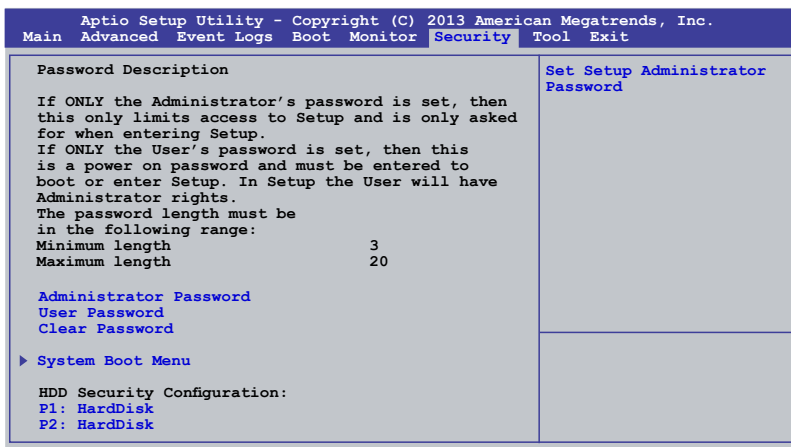 Aptio Setup Utility - Copyright (C) 2013 American Megatrends, Inc.
Main Advanced Event Logs Boot Monitor Security Tool Exit
Password Description
If ONLY the Administrator's password is set, then
this only limits access to Setup and is only asked
for when entering Setup.
If ONLY the User's password is set, then this
is a power on password and must be entered to
boot or enter Setup. In Setup the User will have
Administrator rights.
The password length must be
in the following range:
Minimum length 3
Maximum length 20
Administrator Password
User Password
Clear Password
System Boot Menu
HDD Security Configuration:
P1: HardDisk
P2: HardDisk
Set Setup Administrator
Password